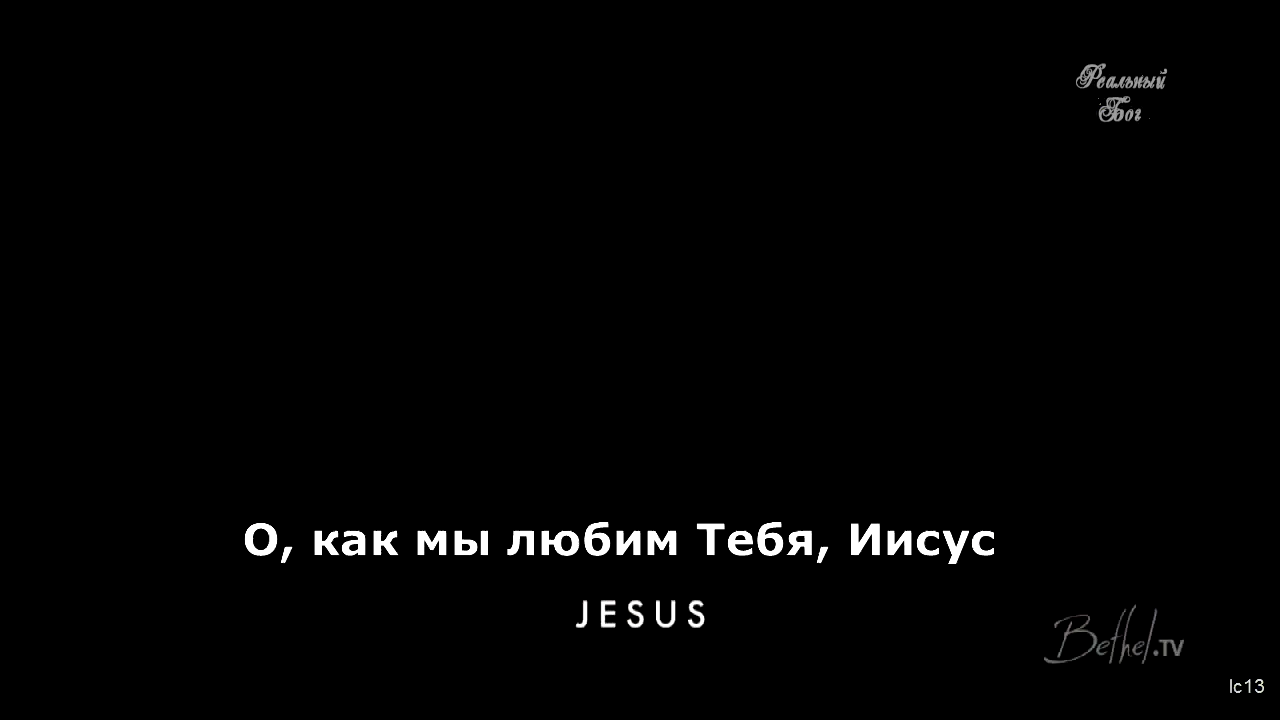 Реальный
Бог
О, как мы любим Тебя, Иисус
JESUS
Bethel.TV
lc13